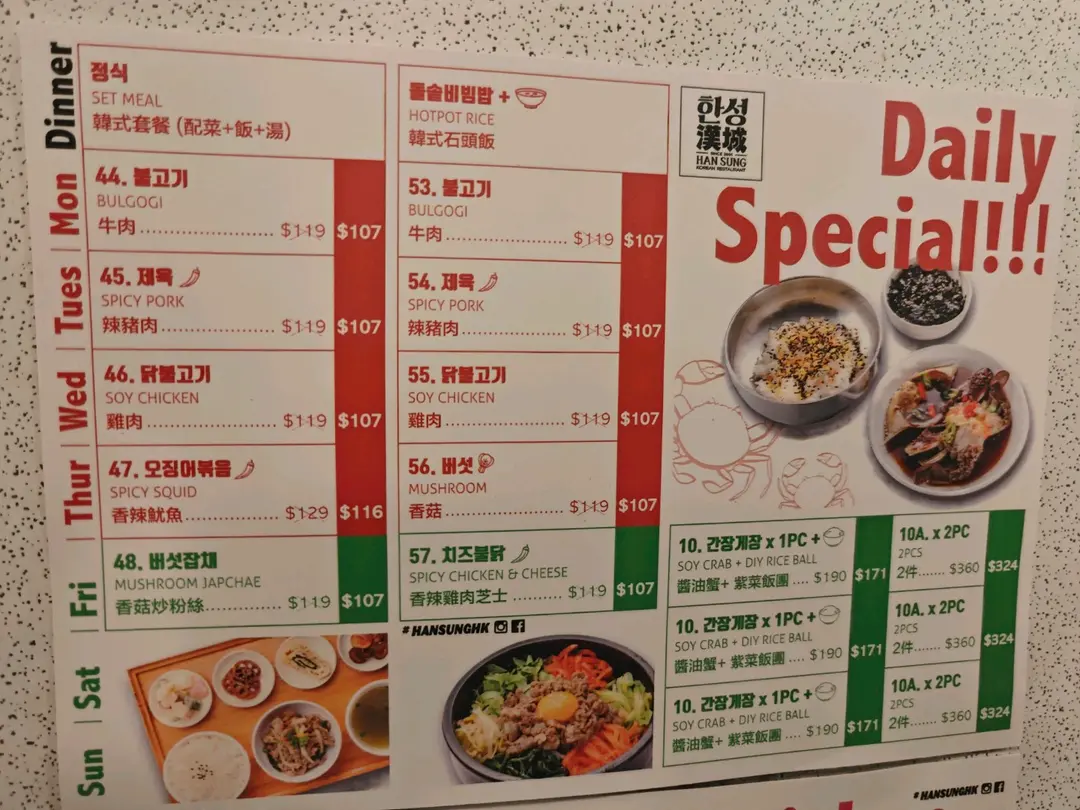 Dinner
Mon | Tues | Wed | Thur | Fri | Sat | Sun
정식
SET MEAL
韓式套餐 (配菜+飯+湯)
44. 불고기
BULGOGI
牛肉 $119 $107
45. 제육
SPICY PORK
辣豬肉 $119 $107
46. 닭불고기
SOY CHICKEN
雞肉 $119 $107
47. 오징어볶음
SPICY SQUID
香辣魷魚 $129 $116
48. 버섯잡채
MUSHROOM JAPCHAE
香菇炒粉絲 $119 $107
돌솥비빔밥 +
HOTPOT RICE
韓式石頭飯
53. 불고기
BULGOGI
牛肉 $119 $107
54. 제육
SPICY PORK
辣豬肉 $119 $107
55. 닭불고기
SOY CHICKEN
雞肉 $119 $107
56. 버섯
MUSHROOM
香菇 $119 $107
57. 치즈불닭
SPICY CHICKEN & CHEESE
香辣雞肉芝士 $119 $107
# HANSUNGHK
한성
漢城
HAN SUNG
KOREAN RESTAURANT
Daily
Special!!!
10. 간장게장 x 1PC +
SOY CRAB + DIY RICE BALL
醬油蟹+ 紫菜飯團 .... $190 $171
10A. x 2PC
2PCS
2件....... $360 $324
10. 간장게장 x 1PC +
SOY CRAB + DIY RICE BALL
醬油蟹+ 紫菜飯團 .... $190 $171
10A. x 2PC
2PCS
2件....... $360 $324
10. 간장게장 x 1PC +
SOY CRAB + DIY RICE BALL
醬油蟹+ 紫菜飯團 .... $190 $171
10A. x 2PC
2PCS
2件....... $360 $324
# HANSUNGHK